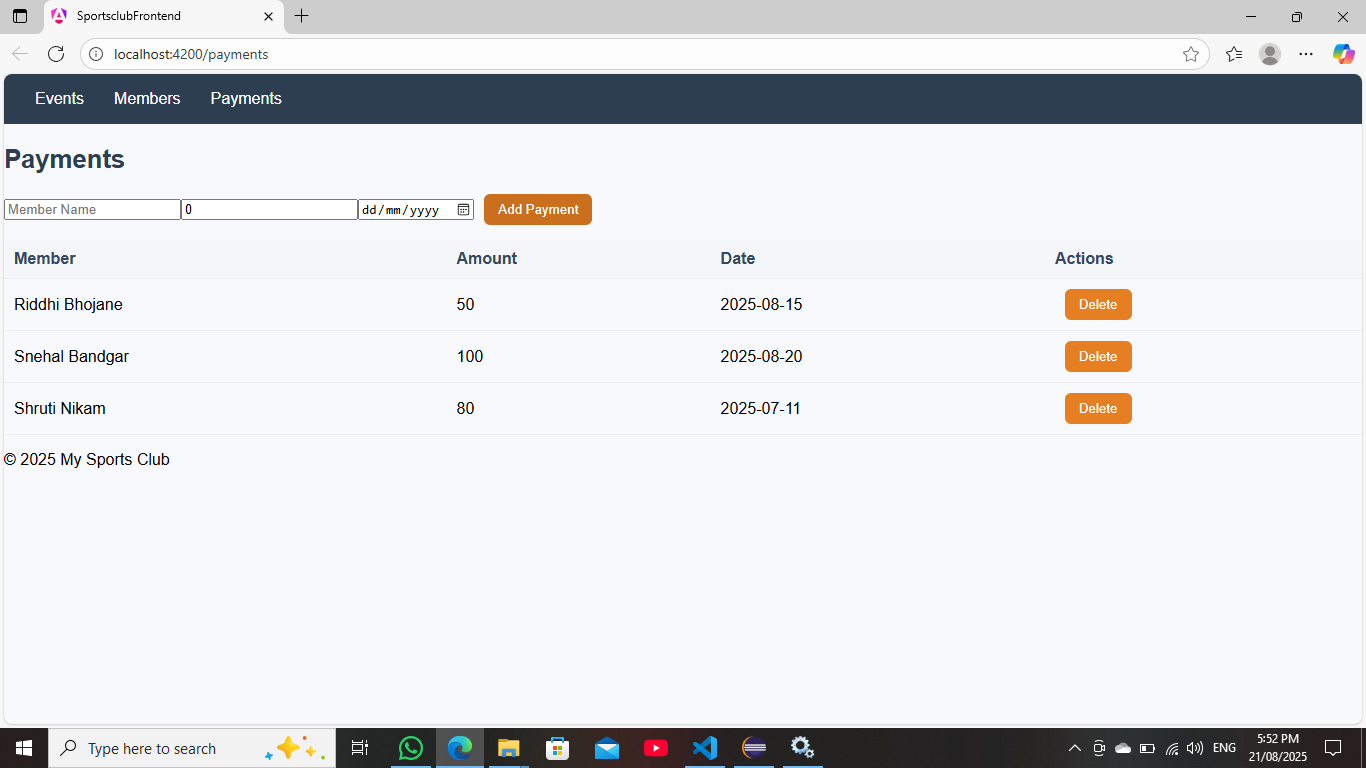 SportsclubFrontend
localhost:4200/payments
Events Members Payments
Payments
Member Name 0 dd/mm/yyyy Add Payment
Member Amount Date Actions
Riddhi Bhojane 50 2025-08-15 Delete
Snehal Bandgar 100 2025-08-20 Delete
Shruti Nikam 80 2025-07-11 Delete
© 2025 My Sports Club
Type here to search
ENG
5:52 PM
21/08/2025